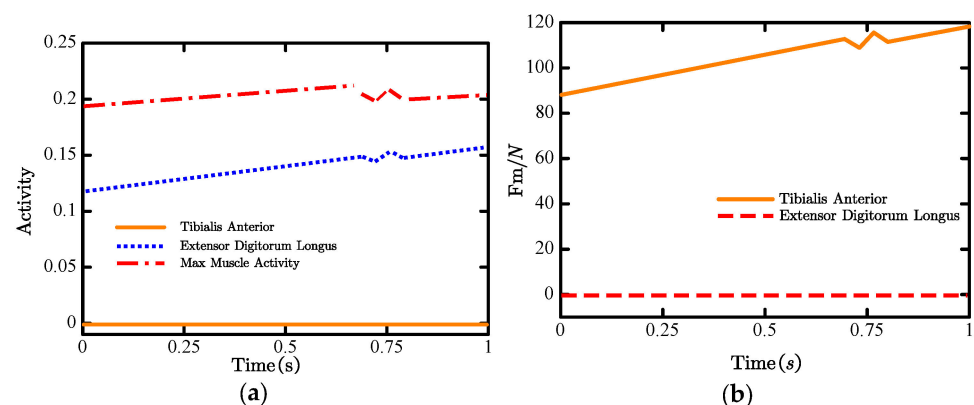 (a)
0.25
0.2
0.15
0.1
0.05
0
Activity
Tibialis Anterior
Extensor Digitorum Longus
Max Muscle Activity
0 0.25 0.5 0.75 1
Time(s)
(a)
(b)
120
100
80
60
40
20
0
Fm/N
Tibialis Anterior
Extensor Digitorum Longus
0 0.25 0.5 0.75 1
Time(s)
(b)